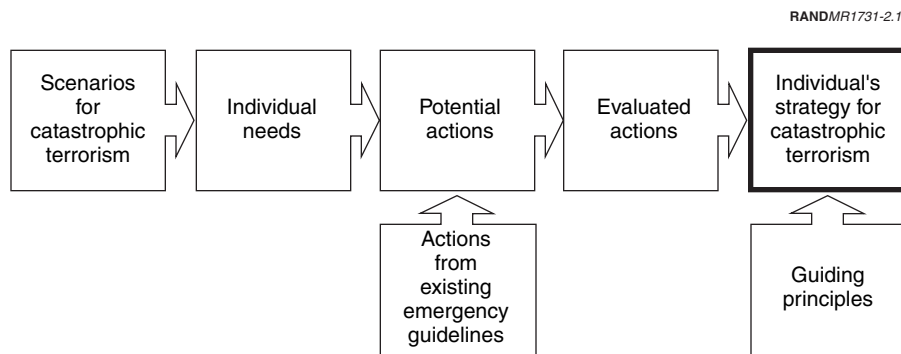 RANDMR1731-2.1
Scenarios
for
catastrophic
terrorism
Individual
needs
Potential
actions
Evaluated
actions
Individual's
strategy for
catastrophic
terrorism
Actions
from
existing
emergency
guidelines
Guiding
principles